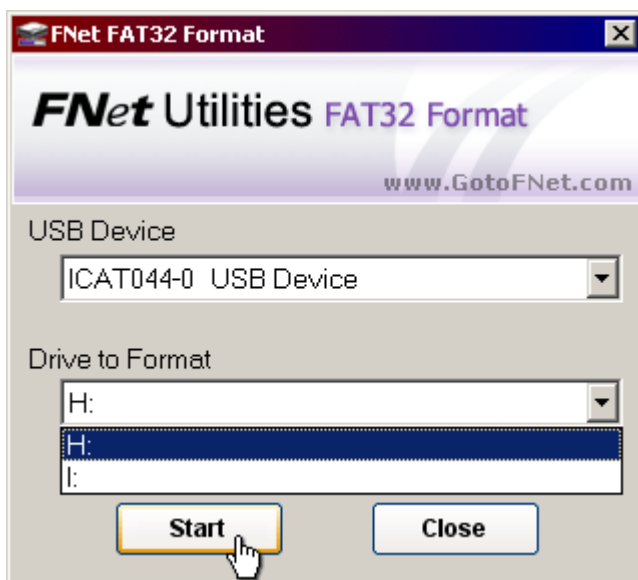 FNet FAT32 Format
FNet Utilities FAT32 Format
www.GotoFNet.com
USB Device
ICAT044-0 USB Device
Drive to Format
H:
H:
I:
Start Close